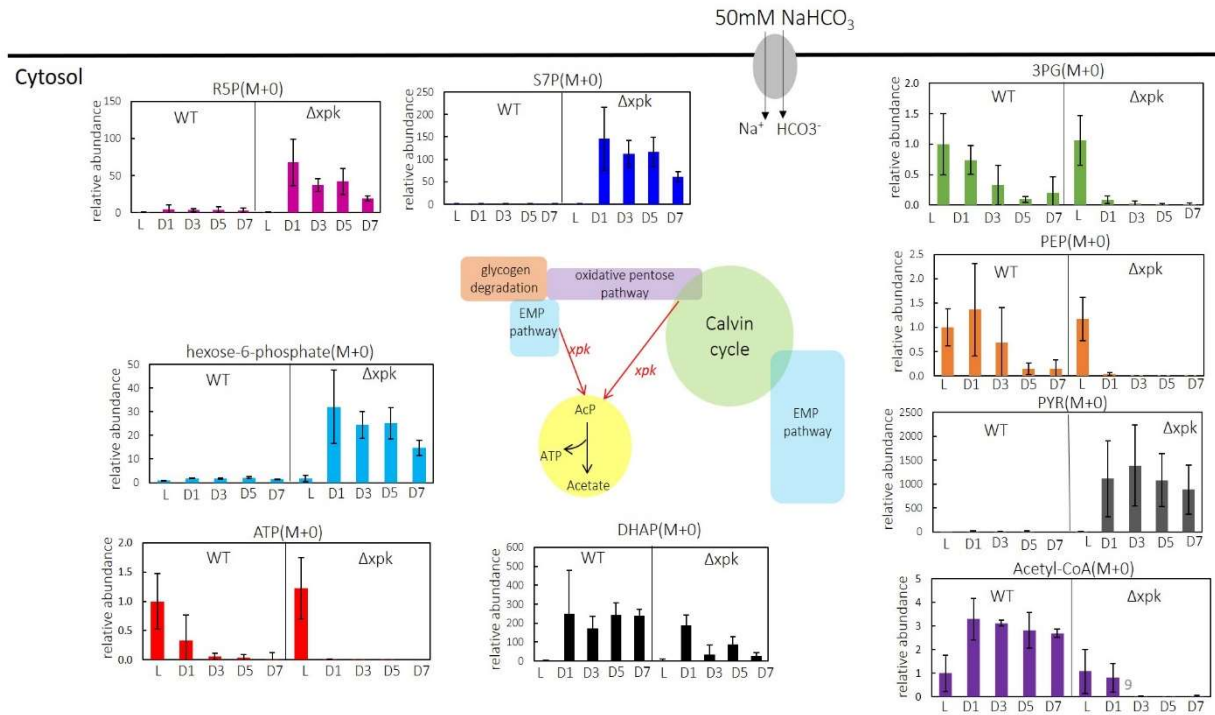 50mM NaHCO₃
Cytosol
Na⁺ HCO3⁻
R5P(M+0)
relative abundance
150
100
50
0
WT Δxpk
L D1 D3 D5 D7 L D1 D3 D5 D7
S7P(M+0)
relative abundance
250
200
150
100
50
0
WT Δxpk
L D1 D3 D5 D7 L D1 D3 D5 D7
3PG(M+0)
relative abundance
2.0
1.5
1.0
0.5
0.0
WT Δxpk
L D1 D3 D5 D7 L D1 D3 D5 D7
PEP(M+0)
relative abundance
2.5
2.0
1.5
1.0
0.5
0.0
WT Δxpk
L D1 D3 D5 D7 L D1 D3 D5 D7
glycogen
degradation
oxidative pentose
pathway
EMP
pathway
Calvin
cycle
xpk
xpk
EMP
pathway
AcP
ATP
Acetate
hexose-6-phosphate(M+0)
relative abundance
50
40
30
20
10
0
WT Δxpk
L D1 D3 D5 D7 L D1 D3 D5 D7
PYR(M+0)
relative abundance
2500
2000
1500
1000
500
0
WT Δxpk
L D1 D3 D5 D7 L D1 D3 D5 D7
ATP(M+0)
relative abundance
2.0
1.5
1.0
0.5
0.0
WT Δxpk
L D1 D3 D5 D7 L D1 D3 D5 D7
DHAP(M+0)
relative abundance
600
500
400
300
200
100
0
WT Δxpk
L D1 D3 D5 D7 L D1 D3 D5 D7
Acetyl-CoA(M+0)
relative abundance
5
4
3
2
1
0
WT Δxpk
9
L D1 D3 D5 D7 L D1 D3 D5 D7